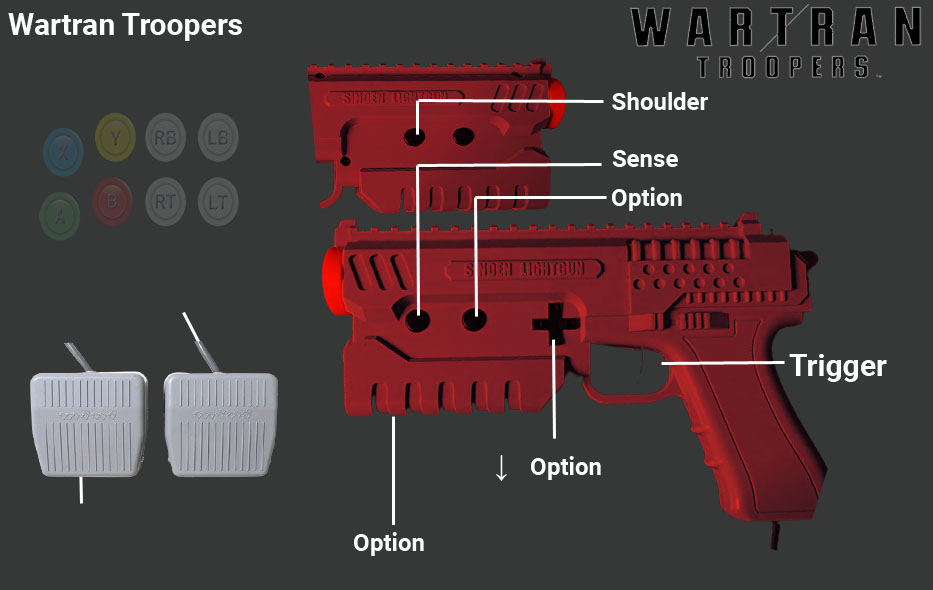 Wartran Troopers
WARTRAN
TROOPERS
SINDEN LIGHTGUN
Shoulder
X
Y
RB
LB
Sense
Option
A
B
RT
LT
SINDEN LIGHTGUN
Trigger
↓ Option
Option